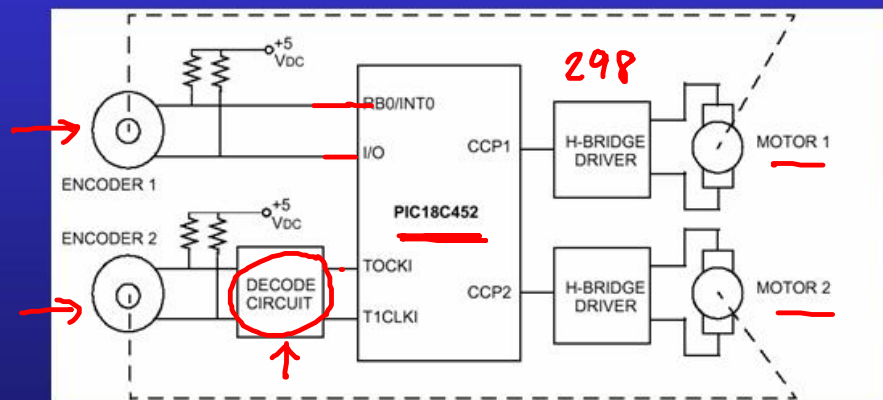 298
+5
VDC
RB0/INT0
I/O
ENCODER 1
CCP1
H-BRIDGE
DRIVER
MOTOR 1
PIC18C452
+5
VDC
ENCODER 2
DECODE
CIRCUIT
TOCKI
T1CLKI
CCP2
H-BRIDGE
DRIVER
MOTOR 2